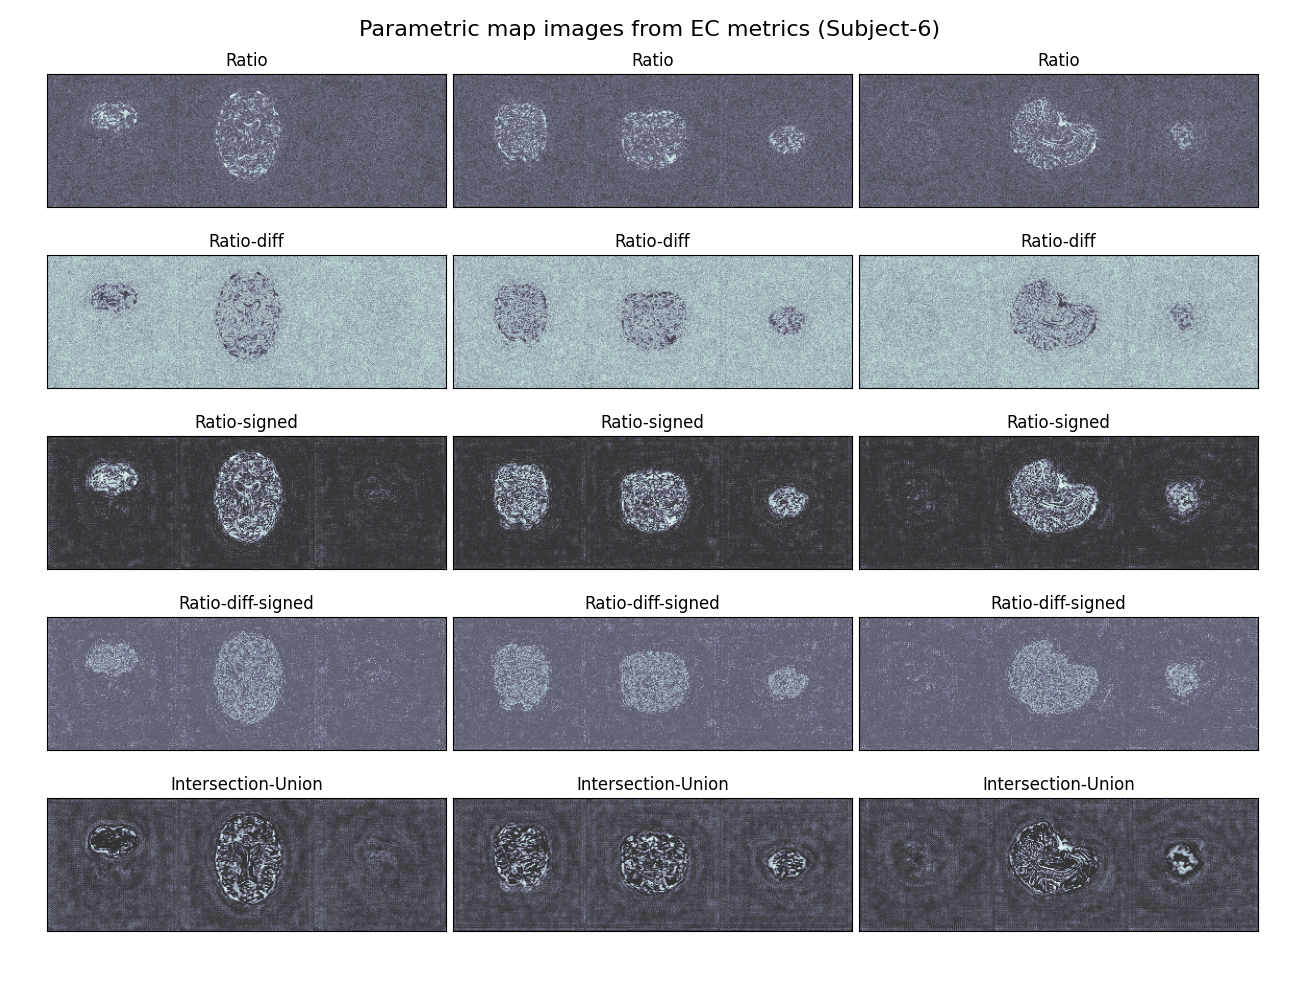 Parametric map images from EC metrics (Subject-6)
Ratio Ratio Ratio
Ratio-diff Ratio-diff Ratio-diff
Ratio-signed Ratio-signed Ratio-signed
Ratio-diff-signed Ratio-diff-signed Ratio-diff-signed
Intersection-Union Intersection-Union Intersection-Union